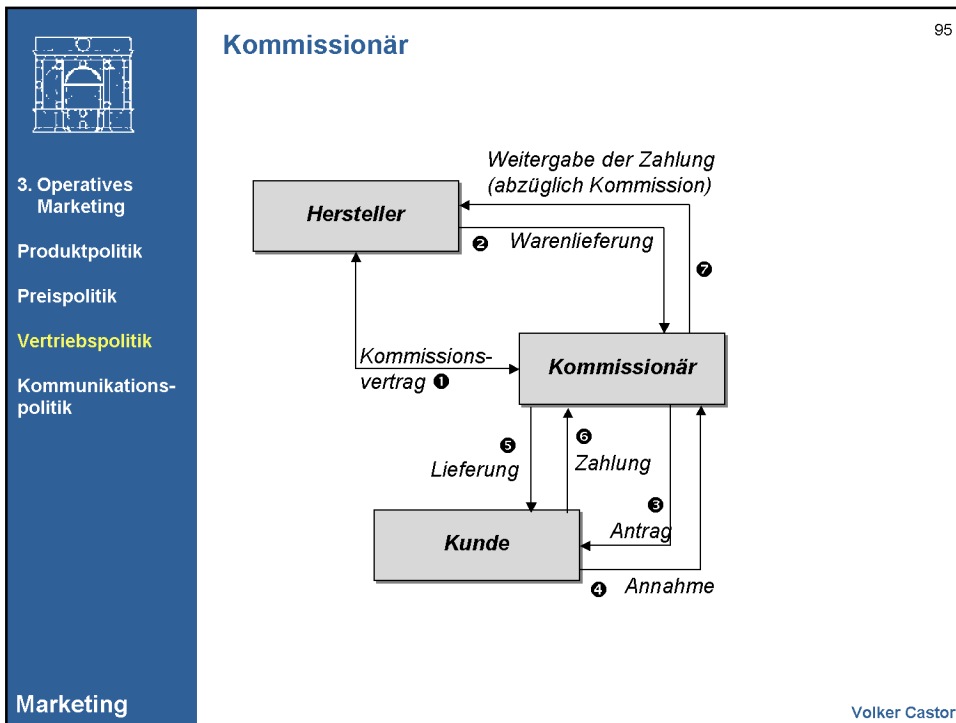 Kommissionär
95
3. Operatives
Marketing
Produktpolitik
Preispolitik
Vertriebspolitik
Kommunikations-
politik
Weitergabe der Zahlung
(abzüglich Kommission)
Hersteller
❷ Warenlieferung
❼
Kommissions-
vertrag ❶
Kommissionär
❺
Lieferung
❻
Zahlung
❸
Antrag
Kunde
❹ Annahme
Marketing
Volker Castor